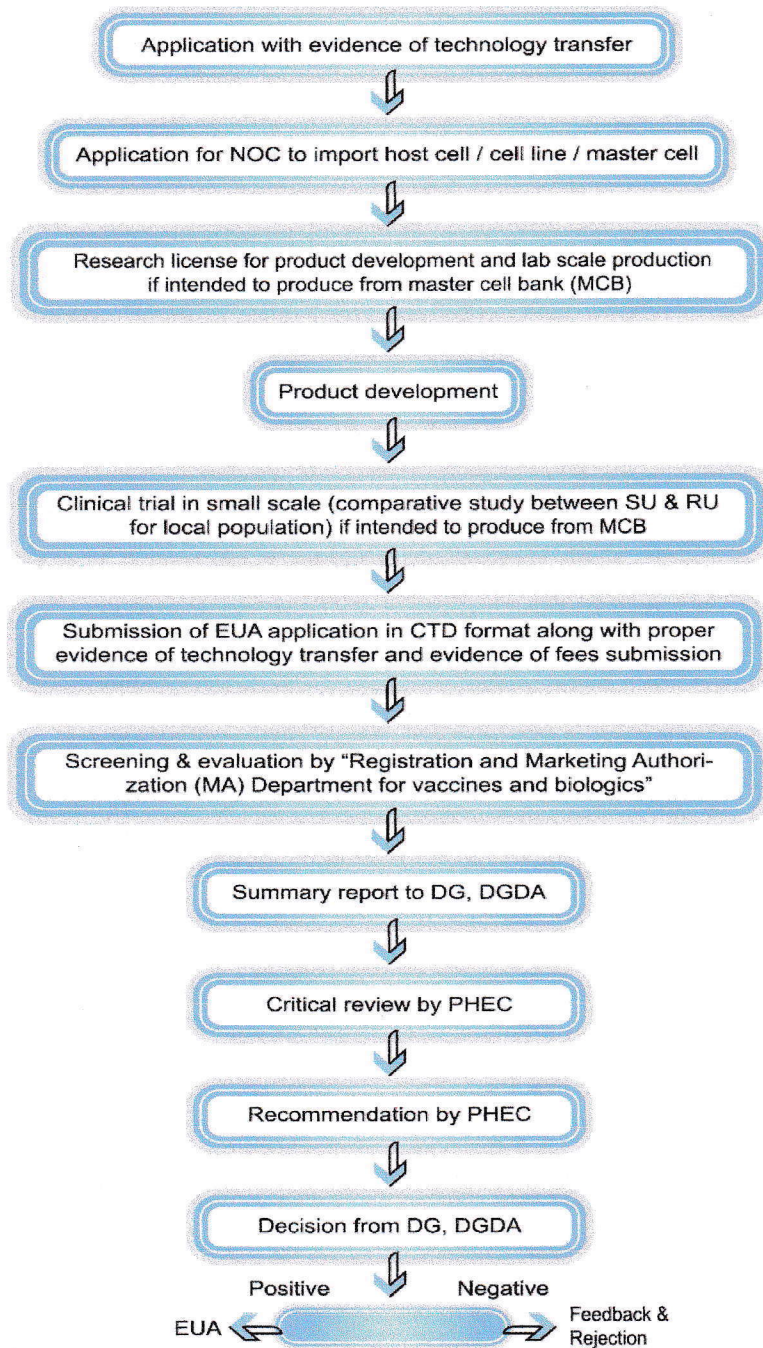 Application with evidence of technology transfer
Application for NOC to import host cell / cell line / master cell
Research license for product development and lab scale production
if intended to produce from master cell bank (MCB)
Product development
Clinical trial in small scale (comparative study between SU & RU
for local population) if intended to produce from MCB
Submission of EUA application in CTD format along with proper
evidence of technology transfer and evidence of fees submission
Screening & evaluation by “Registration and Marketing Authori-
zation (MA) Department for vaccines and biologics”
Summary report to DG, DGDA
Critical review by PHEC
Recommendation by PHEC
Decision from DG, DGDA
Positive Negative
EUA Feedback &
Rejection